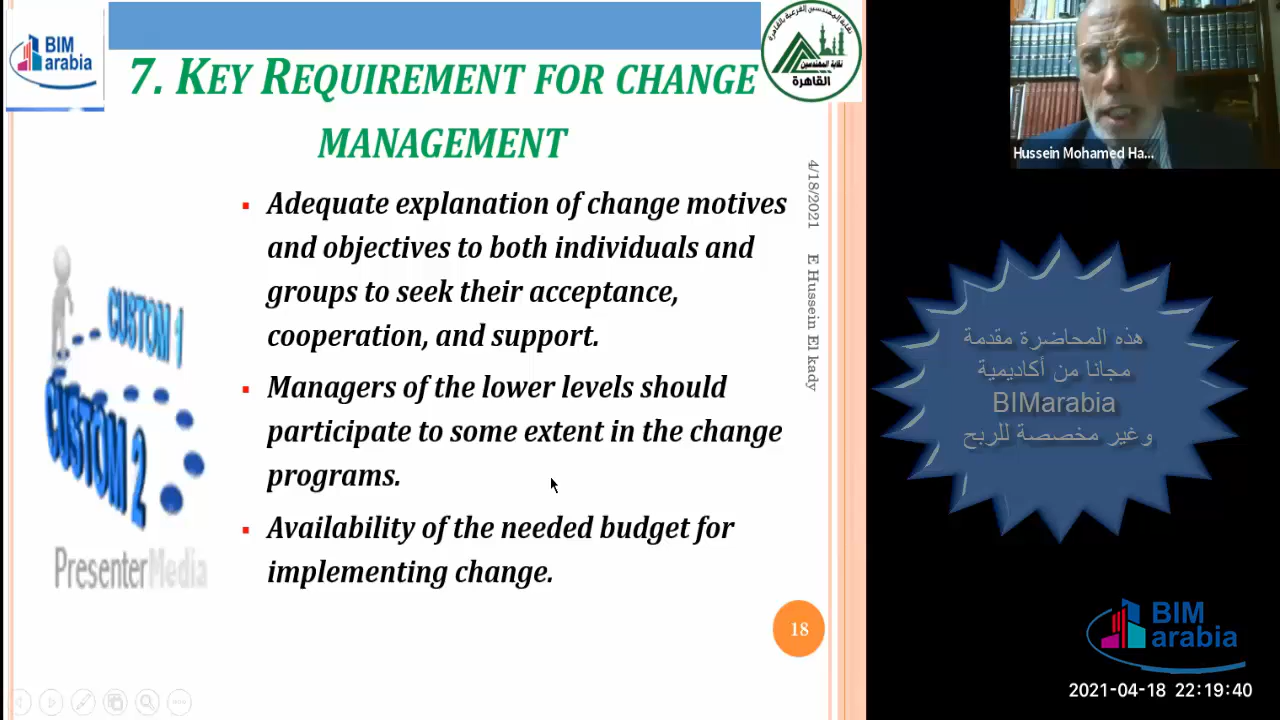 BIM
arabia
7. KEY REQUIREMENT FOR CHANGE
MANAGEMENT
نقابة المهندسين الفرعية بالقاهرة
نقابة المهندسين
القاهرة
Adequate explanation of change motives
and objectives to both individuals and
groups to seek their acceptance,
cooperation, and support.
Managers of the lower levels should
participate to some extent in the change
programs.
Availability of the needed budget for
implementing change.
CUSTOM 1
CUSTOM 2
PresenterMedia
4/18/2021
E Hussein El kady
18
Hussein Mohamed Ha...
هذه المحاضرة مقدمة
مجانا من أكاديمية
BIMarabia
وغير مخصصة للربح
BIM
arabia
2021-04-18 22:19:40